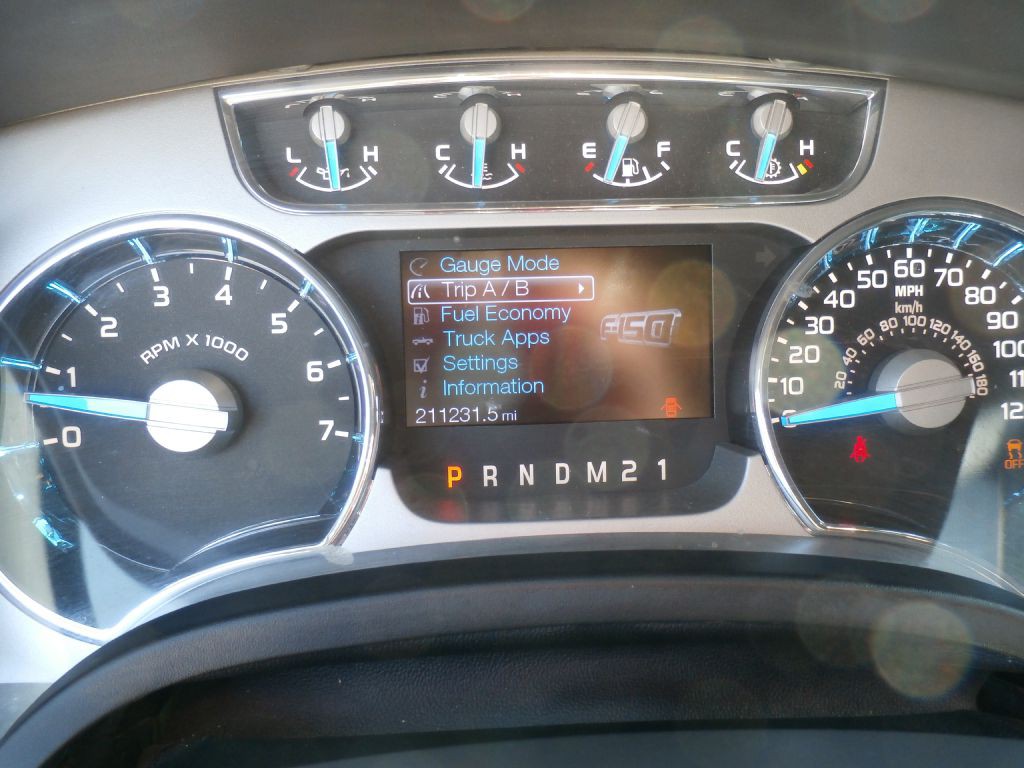 L H C H E F C H
Gauge Mode
Trip A / B
Fuel Economy
Truck Apps
Settings
Information
211231.5 mi
F150
P R N D M 2 1
0 1 2 3 4 5 6 7
RPM X 1000
0 10 20 30 40 50 60 70 80 90 100
MPH
km/h
20 40 60 80 100 120 140 160 180
OFF